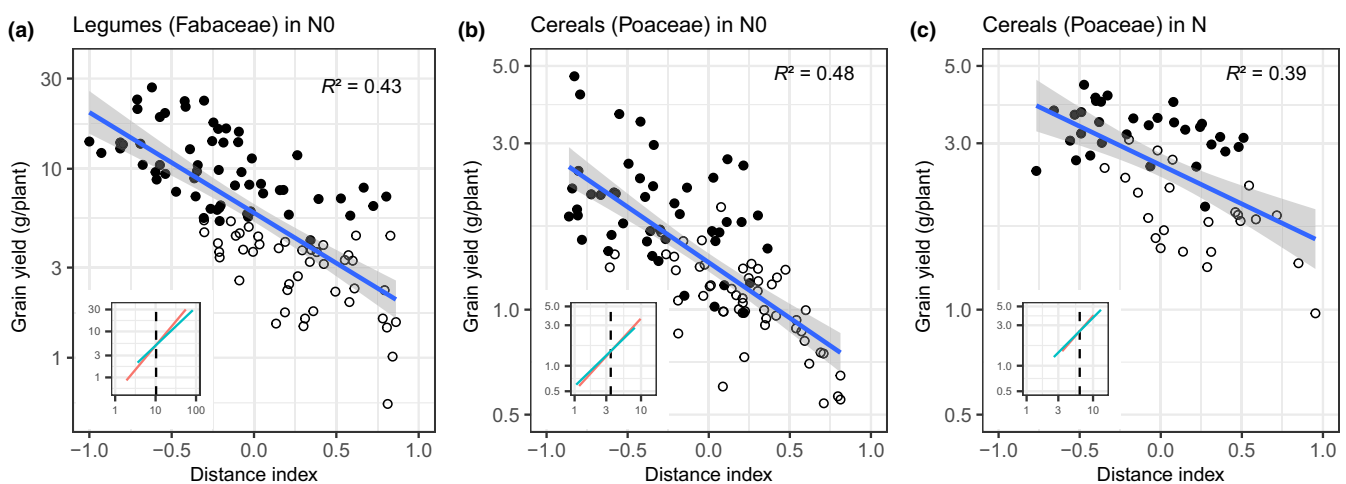 (a) Legumes (Fabaceae) in N0
R² = 0.43
Grain yield (g/plant)
30
10
3
1
30
10
3
1
1 10 100
−1.0 −0.5 0.0 0.5 1.0
Distance index
(b) Cereals (Poaceae) in N0
R² = 0.48
Grain yield (g/plant)
5.0
3.0
1.0
0.5
5.0
3.0
1.0
0.5
1 3 10
−1.0 −0.5 0.0 0.5 1.0
Distance index
(c) Cereals (Poaceae) in N
R² = 0.39
Grain yield (g/plant)
5.0
3.0
1.0
0.5
5.0
3.0
1.0
0.5
1 3 10
−1.0 −0.5 0.0 0.5 1.0
Distance index